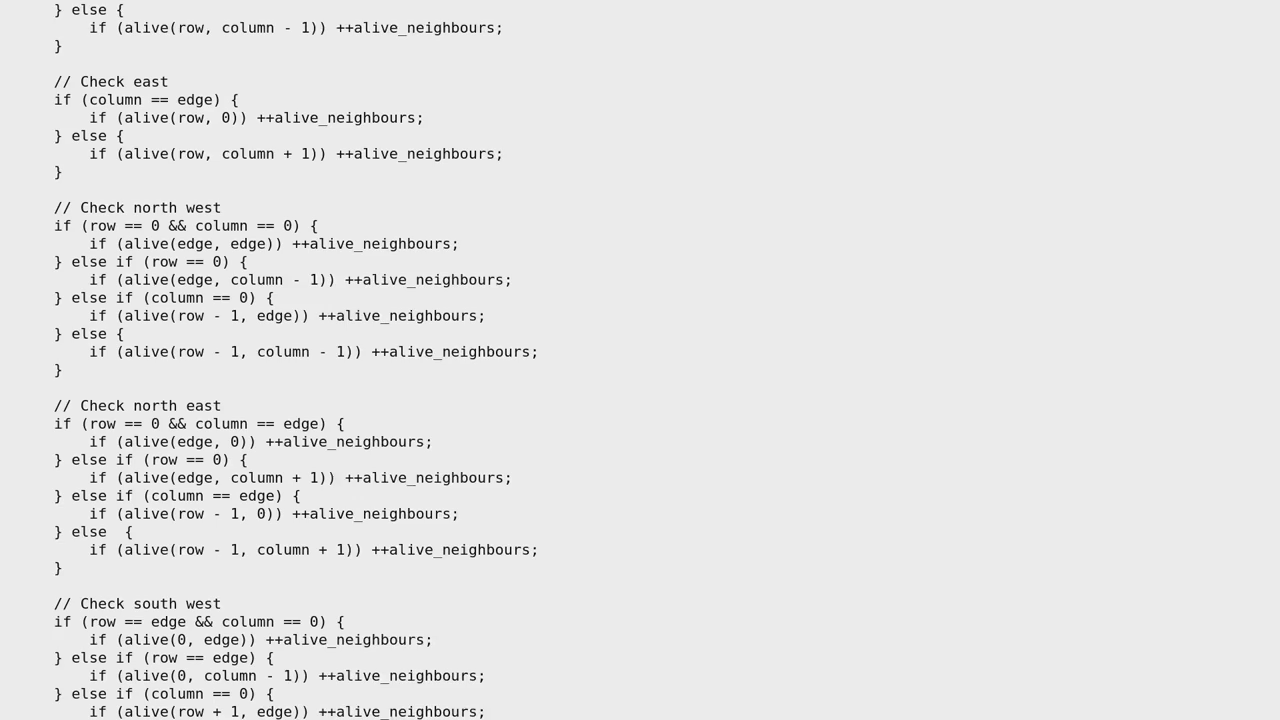 } else {
    if (alive(row, column - 1)) ++alive_neighbours;
}

// Check east
if (column == edge) {
    if (alive(row, 0)) ++alive_neighbours;
} else {
    if (alive(row, column + 1)) ++alive_neighbours;
}

// Check north west
if (row == 0 && column == 0) {
    if (alive(edge, edge)) ++alive_neighbours;
} else if (row == 0) {
    if (alive(edge, column - 1)) ++alive_neighbours;
} else if (column == 0) {
    if (alive(row - 1, edge)) ++alive_neighbours;
} else {
    if (alive(row - 1, column - 1)) ++alive_neighbours;
}

// Check north east
if (row == 0 && column == edge) {
    if (alive(edge, 0)) ++alive_neighbours;
} else if (row == 0) {
    if (alive(edge, column + 1)) ++alive_neighbours;
} else if (column == edge) {
    if (alive(row - 1, 0)) ++alive_neighbours;
} else  {
    if (alive(row - 1, column + 1)) ++alive_neighbours;
}

// Check south west
if (row == edge && column == 0) {
    if (alive(0, edge)) ++alive_neighbours;
} else if (row == edge) {
    if (alive(0, column - 1)) ++alive_neighbours;
} else if (column == 0) {
    if (alive(row + 1, edge)) ++alive_neighbours;